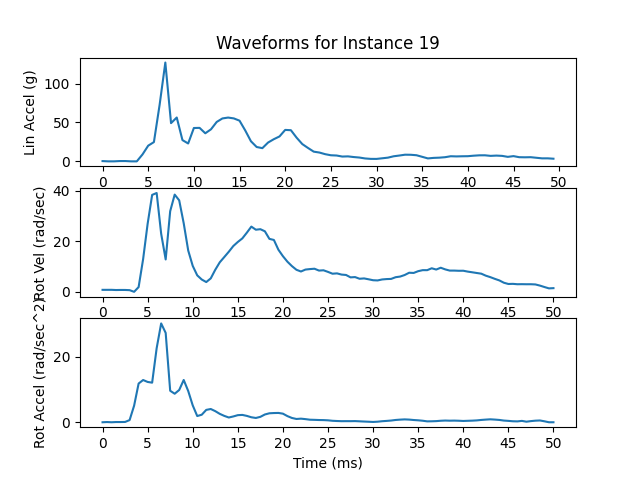 Waveforms for Instance 19
Lin Accel (g)
100
50
0
0 5 10 15 20 25 30 35 40 45 50
Rot Vel (rad/sec)
40
20
0
0 5 10 15 20 25 30 35 40 45 50
Rot Accel (rad/sec^2)
20
0
0 5 10 15 20 25 30 35 40 45 50
Time (ms)